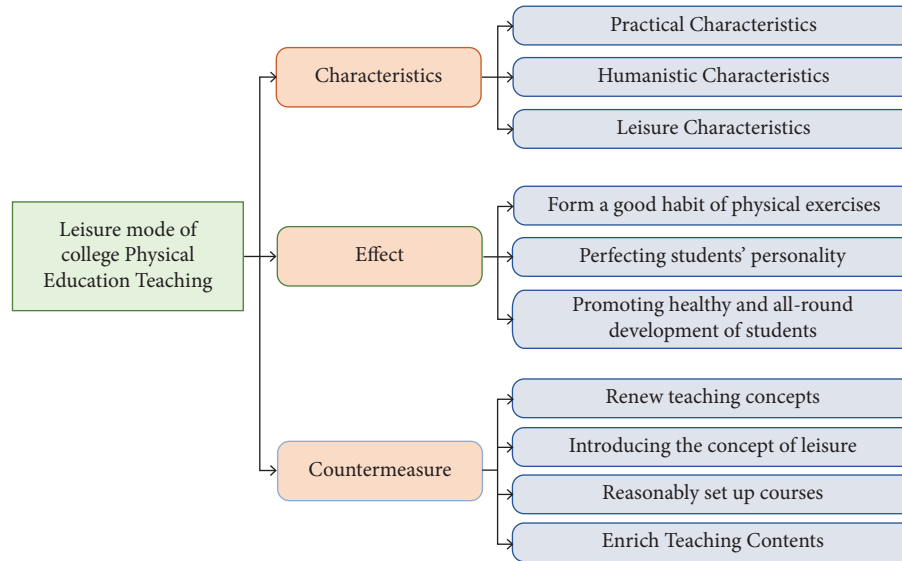 Leisure mode of
college Physical
Education Teaching
Characteristics
Practical Characteristics
Humanistic Characteristics
Leisure Characteristics
Effect
Form a good habit of physical exercises
Perfecting students’ personality
Promoting healthy and all-round
development of students
Countermeasure
Renew teaching concepts
Introducing the concept of leisure
Reasonably set up courses
Enrich Teaching Contents